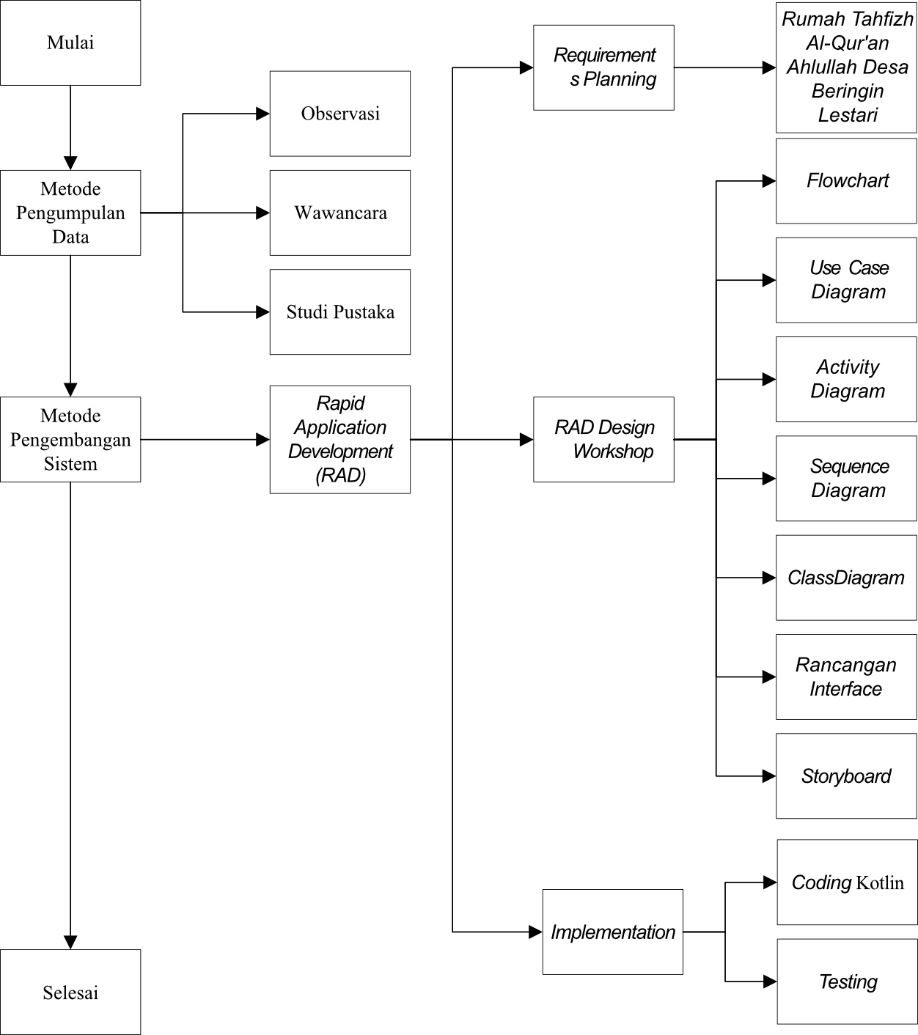 Mulai
Metode
Pengumpulan
Data
Observasi
Wawancara
Studi Pustaka
Metode
Pengembangan
Sistem
Rapid
Application
Development
(RAD)
Requirement
s Planning
Rumah Tahfizh
Al-Qur'an
Ahlullah Desa
Beringin
Lestari
RAD Design
Workshop
Flowchart
Use Case
Diagram
Activity
Diagram
Sequence
Diagram
ClassDiagram
Rancangan
Interface
Storyboard
Implementation
Coding Kotlin
Testing
Selesai